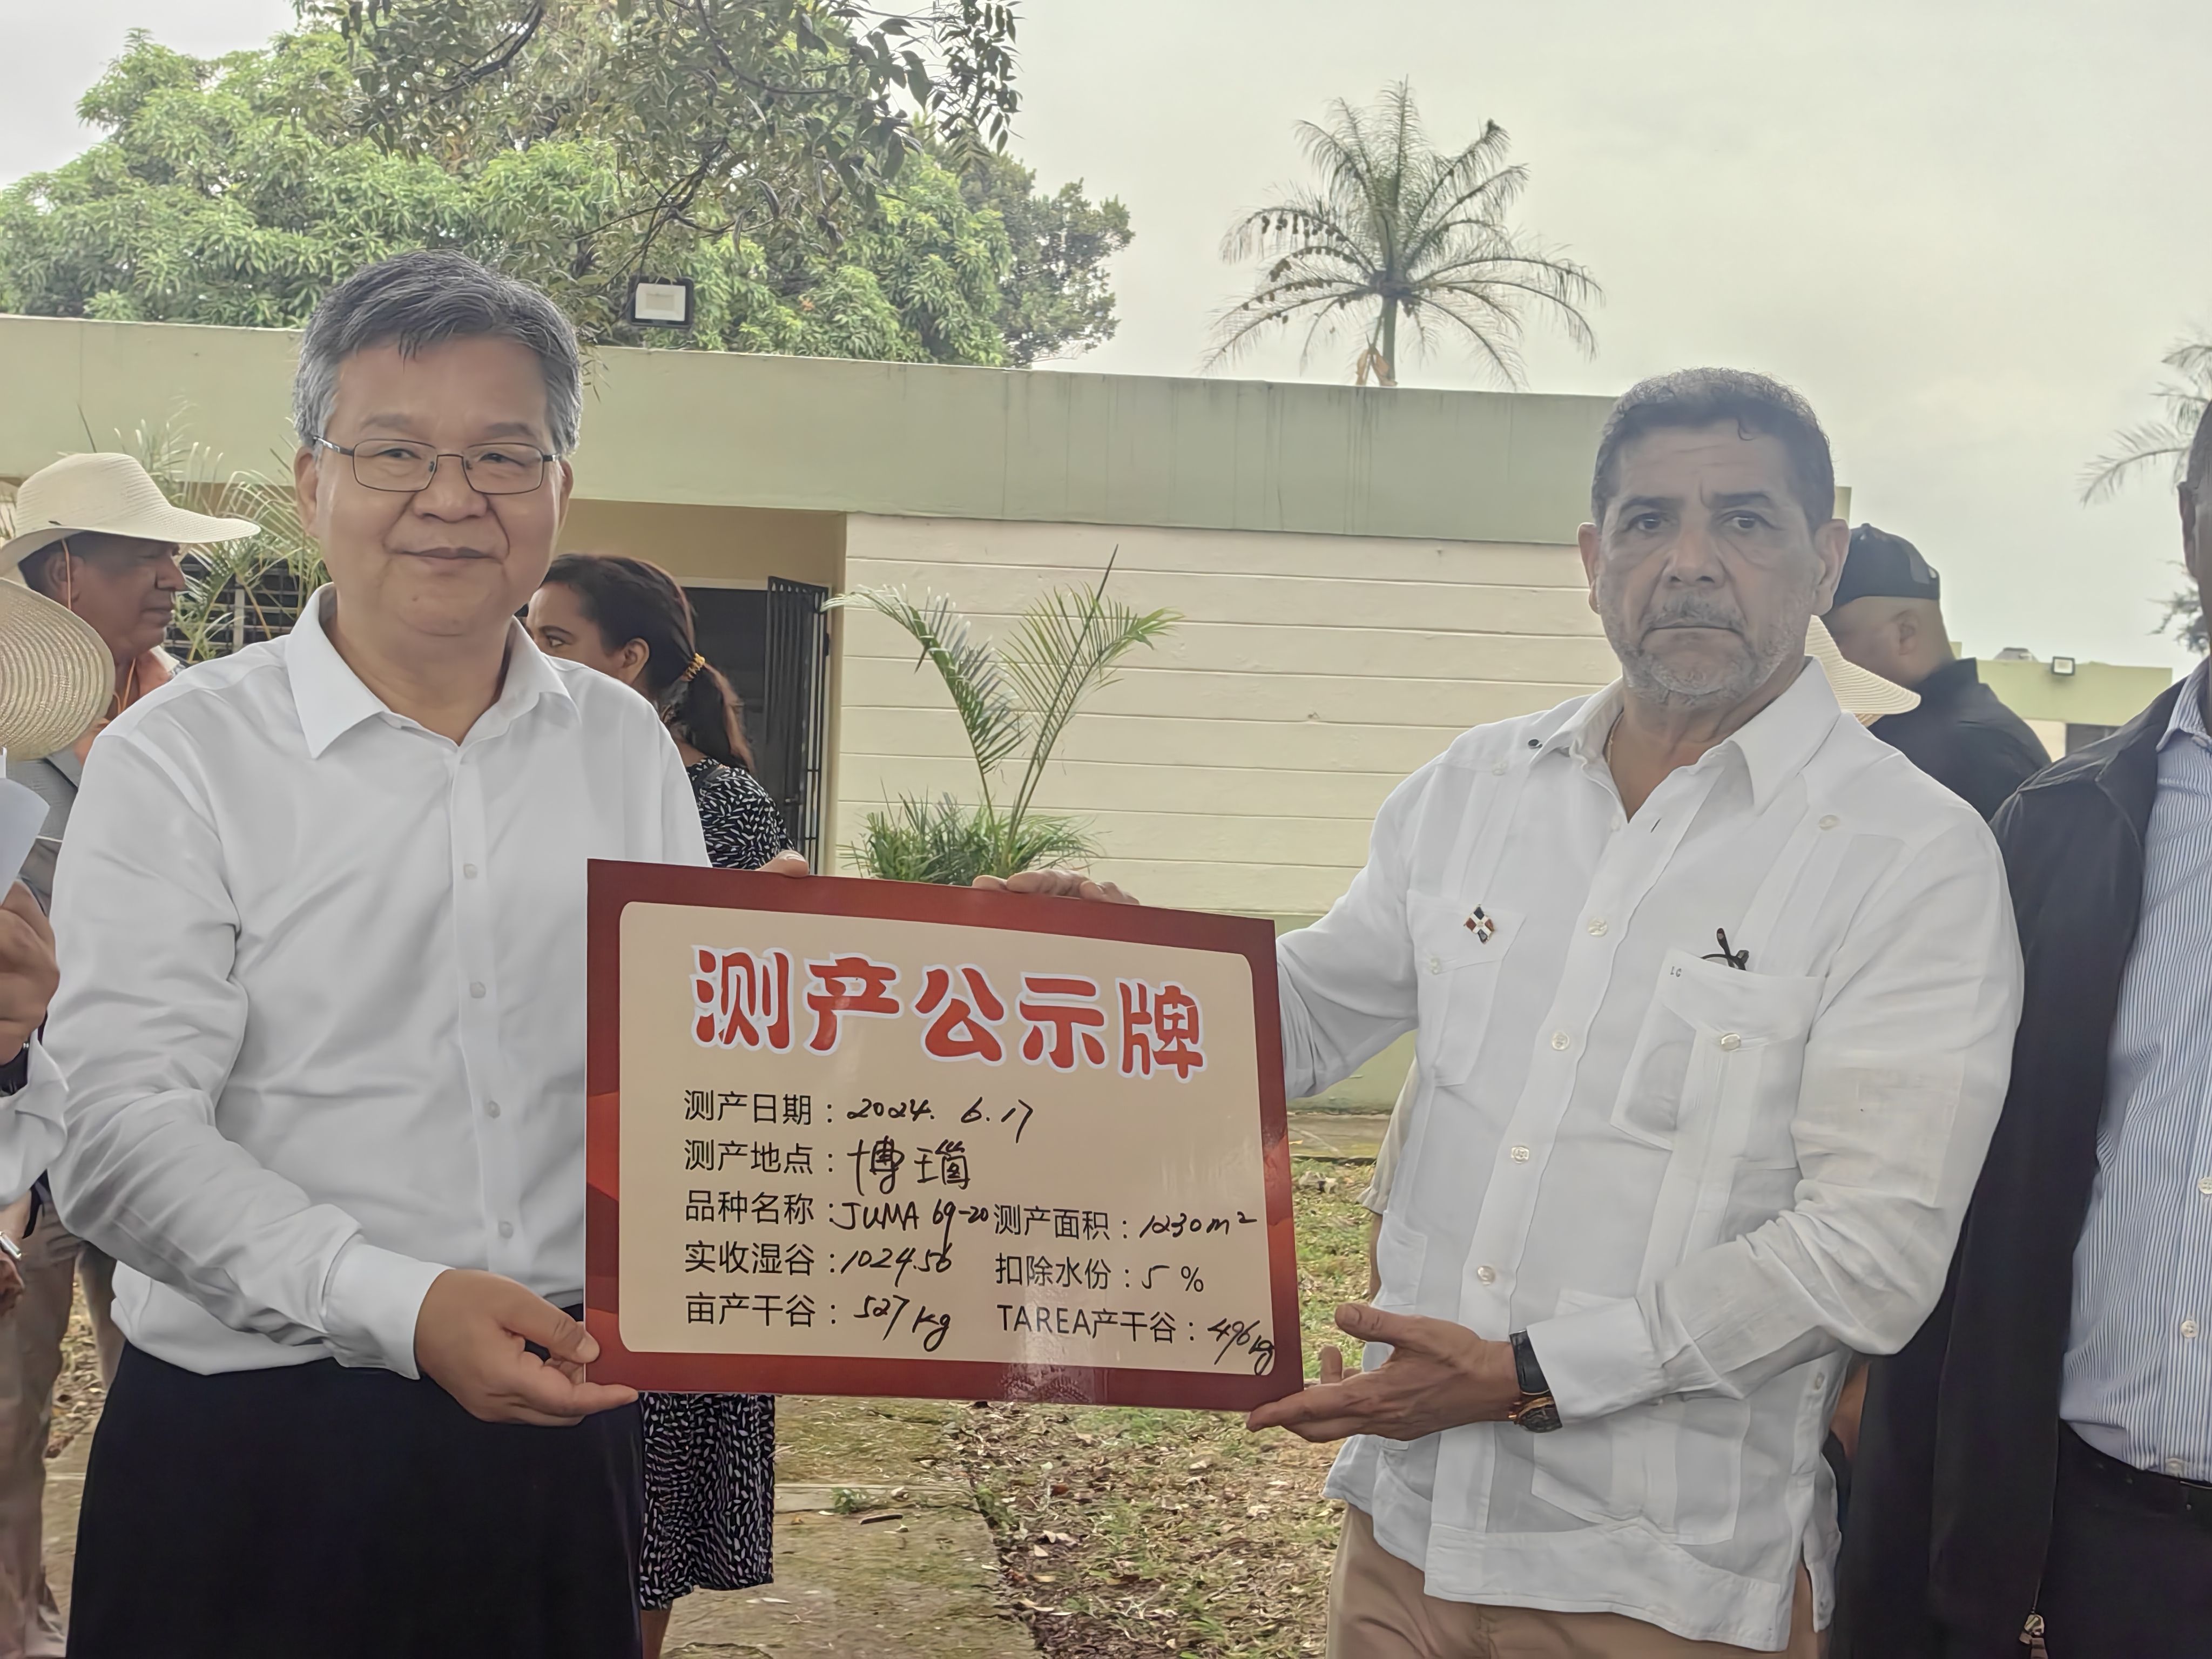 测产公示牌
测产日期：2024. 6.17
测产地点：博瑙
品种名称：JUMA 69-20 测产面积：1230m²
实收湿谷：1024.56 扣除水份：5 %
亩产干谷：527kg TAREA产干谷：496kg
IG